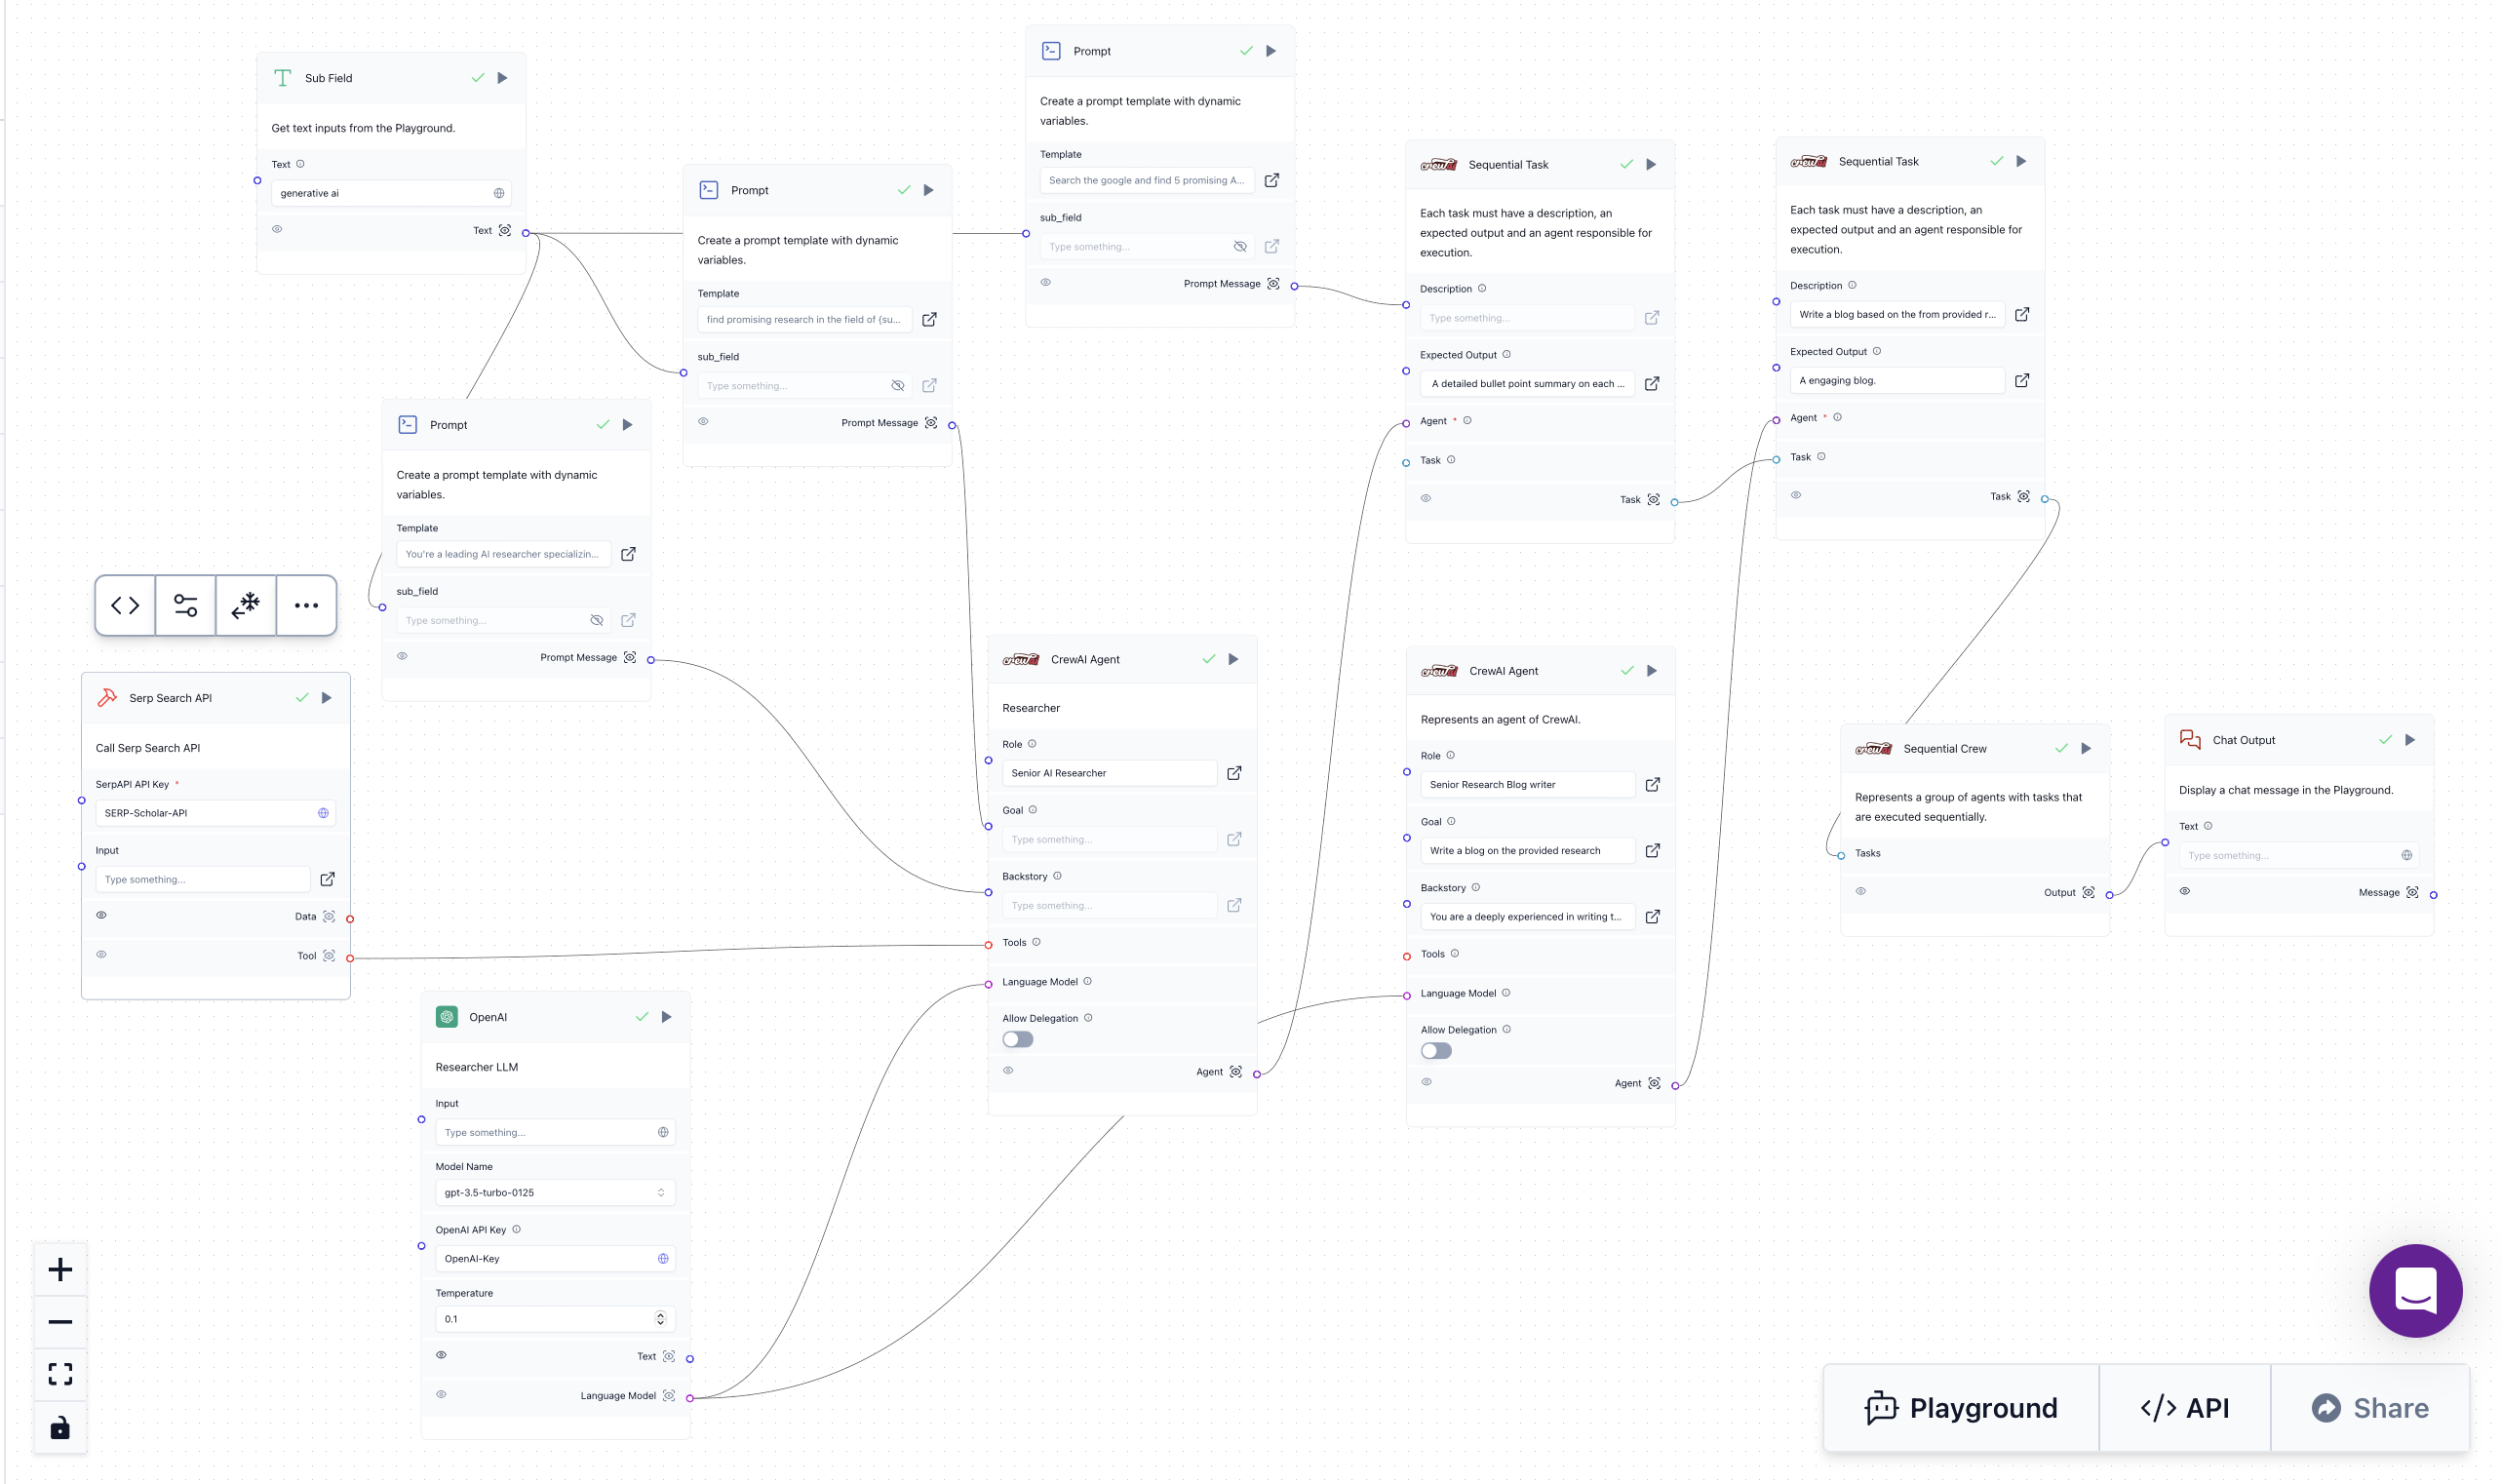 Sub Field
Get text inputs from the Playground.
Text
generative ai
Text
Prompt
Create a prompt template with dynamic
variables.
Template
find promising research in the field of {su...
sub_field
Type something...
Prompt Message
Prompt
Create a prompt template with dynamic
variables.
Template
Search the google and find 5 promising A...
sub_field
Type something...
Prompt Message
Sequential Task
Each task must have a description, an
expected output and an agent responsible for
execution.
Description
Type something...
Expected Output
A detailed bullet point summary on each ...
Agent *
Task
Task
Sequential Task
Each task must have a description, an
expected output and an agent responsible for
execution.
Description
Write a blog based on the from provided r...
Expected Output
A engaging blog.
Agent *
Task
Task
Prompt
Create a prompt template with dynamic
variables.
Template
You're a leading AI researcher specializin...
sub_field
Type something...
Prompt Message
Serp Search API
Call Serp Search API
SerpAPI API Key *
SERP-Scholar-API
Input
Type something...
Data
Tool
OpenAI
Researcher LLM
Input
Type something...
Model Name
gpt-3.5-turbo-0125
OpenAI API Key
OpenAI-Key
Temperature
0.1
Text
Language Model
crewai
CrewAI Agent
Researcher
Role
Senior AI Researcher
Goal
Type something...
Backstory
Type something...
Tools
Language Model
Allow Delegation
Agent
CrewAI Agent
Represents an agent of CrewAI.
Role
Senior Research Blog writer
Goal
Write a blog on the provided research
Backstory
You are a deeply experienced in writing t...
Tools
Language Model
Allow Delegation
Agent
Sequential Crew
Represents a group of agents with tasks that
are executed sequentially.
Tasks
Output
Chat Output
Display a chat message in the Playground.
Text
Type something...
Message
Playground
API
Share